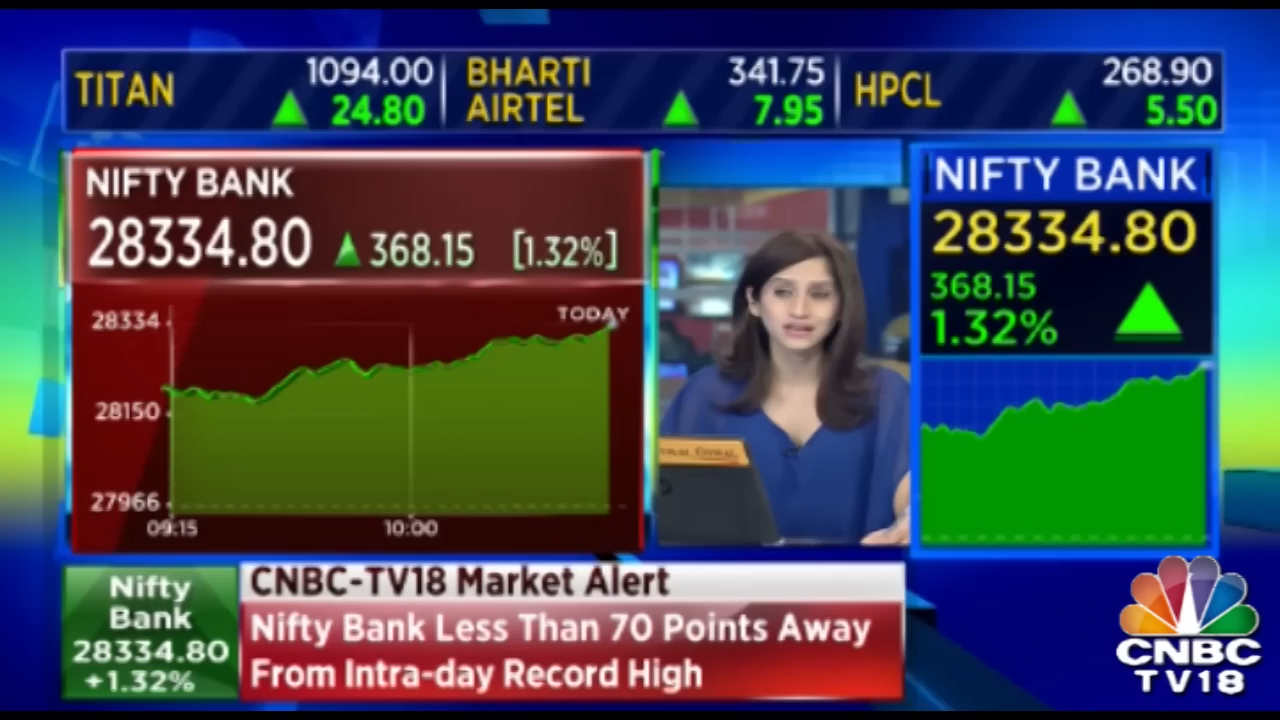 TITAN
1094.00
▲ 24.80
BHARTI
AIRTEL
341.75
▲ 7.95
HPCL
268.90
▲ 5.50
NIFTY BANK
28334.80 ▲ 368.15 [1.32%]
TODAY
28334
28150
27966
09:15 10:00
NIFTY BANK
28334.80
368.15
1.32%
Nifty
Bank
28334.80
+1.32%
CNBC-TV18 Market Alert
Nifty Bank Less Than 70 Points Away
From Intra-day Record High
CNBC
TV18